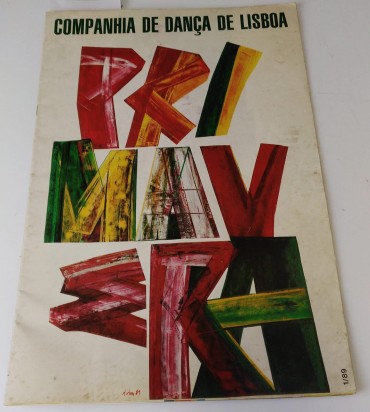 COMPANHIA DE DANÇA DE LISBOA
PRI
MAV
ERA
1/89